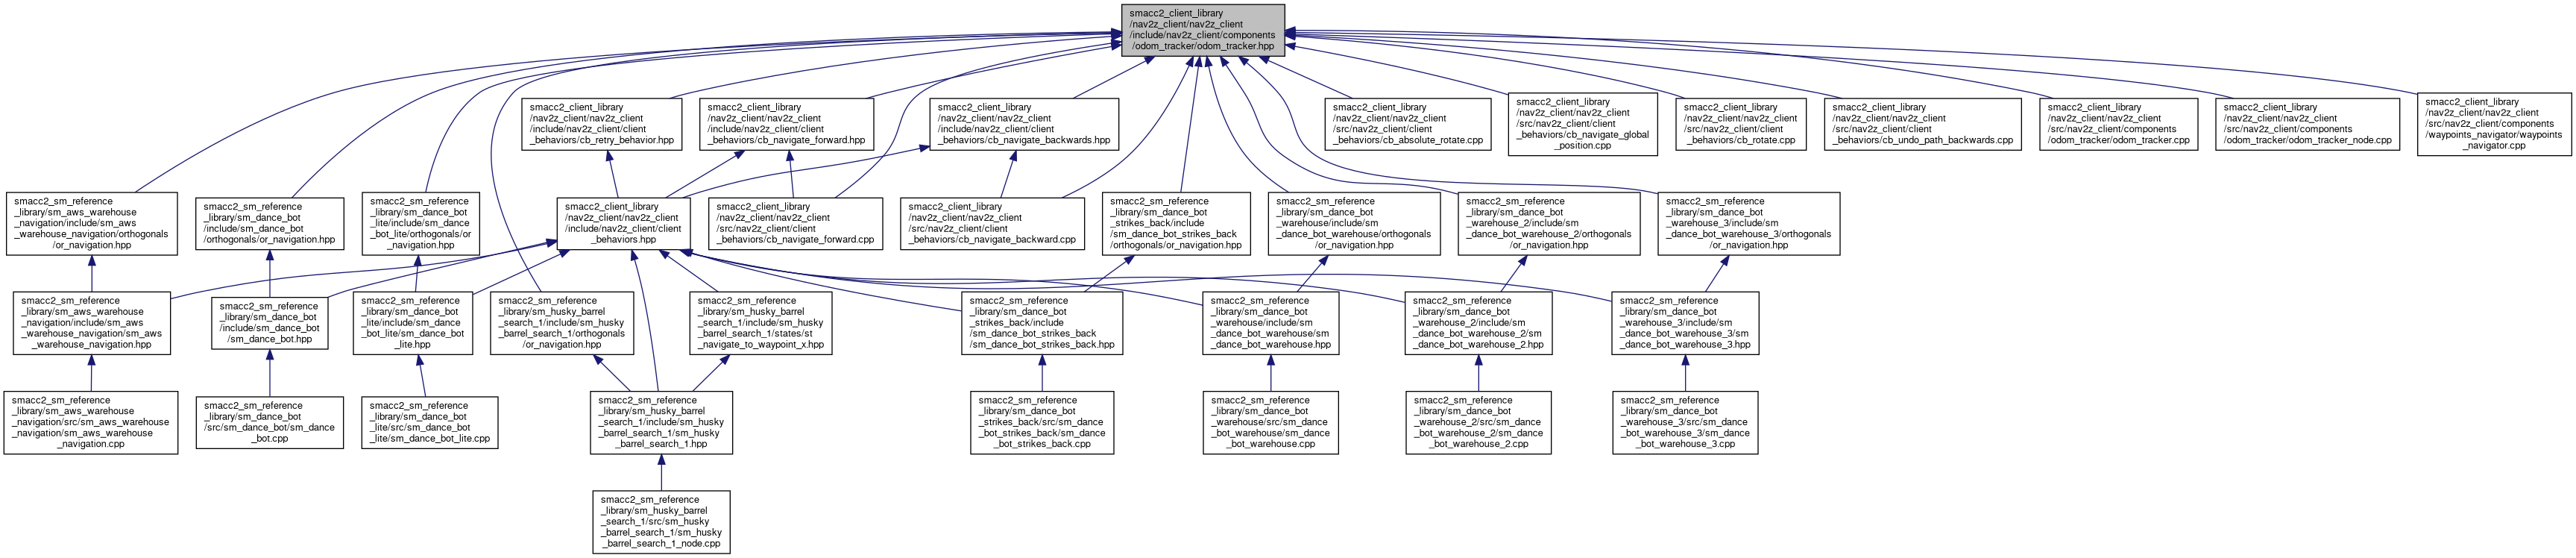 smacc2_client_library
/nav2z_client/nav2z_client
/include/nav2z_client/components
/odom_tracker/odom_tracker.hpp
smacc2_client_library
/nav2z_client/nav2z_client
/include/nav2z_client/client
_behaviors/cb_retry_behavior.hpp
smacc2_client_library
/nav2z_client/nav2z_client
/include/nav2z_client/client
_behaviors/cb_navigate_forward.hpp
smacc2_client_library
/nav2z_client/nav2z_client
/include/nav2z_client/client
_behaviors/cb_navigate_backwards.hpp
smacc2_client_library
/nav2z_client/nav2z_client
/src/nav2z_client/client
_behaviors/cb_absolute_rotate.cpp
smacc2_client_library
/nav2z_client/nav2z_client
/src/nav2z_client/client
_behaviors/cb_navigate_global
_position.cpp
smacc2_client_library
/nav2z_client/nav2z_client
/src/nav2z_client/client
_behaviors/cb_rotate.cpp
smacc2_client_library
/nav2z_client/nav2z_client
/src/nav2z_client/client
_behaviors/cb_undo_path_backwards.cpp
smacc2_client_library
/nav2z_client/nav2z_client
/src/nav2z_client/components
/odom_tracker/odom_tracker.cpp
smacc2_client_library
/nav2z_client/nav2z_client
/src/nav2z_client/components
/odom_tracker/odom_tracker_node.cpp
smacc2_client_library
/nav2z_client/nav2z_client
/src/nav2z_client/components
/waypoints_navigator/waypoints
_navigator.cpp
smacc2_sm_reference
_library/sm_aws_warehouse
_navigation/include/sm_aws
_warehouse_navigation/orthogonals
/or_navigation.hpp
smacc2_sm_reference
_library/sm_dance_bot
/include/sm_dance_bot
/orthogonals/or_navigation.hpp
smacc2_sm_reference
_library/sm_dance_bot
_lite/include/sm_dance
_bot_lite/orthogonals/or
_navigation.hpp
smacc2_client_library
/nav2z_client/nav2z_client
/include/nav2z_client/client
_behaviors.hpp
smacc2_client_library
/nav2z_client/nav2z_client
/src/nav2z_client/client
_behaviors/cb_navigate_forward.cpp
smacc2_client_library
/nav2z_client/nav2z_client
/src/nav2z_client/client
_behaviors/cb_navigate_backward.cpp
smacc2_sm_reference
_library/sm_dance_bot
_strikes_back/include
/sm_dance_bot_strikes_back
/orthogonals/or_navigation.hpp
smacc2_sm_reference
_library/sm_dance_bot
_warehouse/include/sm
_dance_bot_warehouse/orthogonals
/or_navigation.hpp
smacc2_sm_reference
_library/sm_dance_bot
_warehouse_2/include/sm
_dance_bot_warehouse_2/orthogonals
/or_navigation.hpp
smacc2_sm_reference
_library/sm_dance_bot
_warehouse_3/include/sm
_dance_bot_warehouse_3/orthogonals
/or_navigation.hpp
smacc2_sm_reference
_library/sm_aws_warehouse
_navigation/include/sm_aws
_warehouse_navigation/sm_aws
_warehouse_navigation.hpp
smacc2_sm_reference
_library/sm_dance_bot
/include/sm_dance_bot
/sm_dance_bot.hpp
smacc2_sm_reference
_library/sm_dance_bot
_lite/include/sm_dance
_bot_lite/sm_dance_bot
_lite.hpp
smacc2_sm_reference
_library/sm_husky_barrel
_search_1/include/sm_husky
_barrel_search_1/orthogonals
/or_navigation.hpp
smacc2_sm_reference
_library/sm_husky_barrel
_search_1/include/sm_husky
_barrel_search_1/states/st
_navigate_to_waypoint_x.hpp
smacc2_sm_reference
_library/sm_dance_bot
_strikes_back/include
/sm_dance_bot_strikes_back
/sm_dance_bot_strikes_back.hpp
smacc2_sm_reference
_library/sm_dance_bot
_warehouse/include/sm
_dance_bot_warehouse/sm
_dance_bot_warehouse.hpp
smacc2_sm_reference
_library/sm_dance_bot
_warehouse_2/include/sm
_dance_bot_warehouse_2/sm
_dance_bot_warehouse_2.hpp
smacc2_sm_reference
_library/sm_dance_bot
_warehouse_3/include/sm
_dance_bot_warehouse_3/sm
_dance_bot_warehouse_3.hpp
smacc2_sm_reference
_library/sm_aws_warehouse
_navigation/src/sm_aws_warehouse
_navigation/sm_aws_warehouse
_navigation.cpp
smacc2_sm_reference
_library/sm_dance_bot
/src/sm_dance_bot/sm_dance
_bot.cpp
smacc2_sm_reference
_library/sm_dance_bot
_lite/src/sm_dance_bot
_lite/sm_dance_bot_lite.cpp
smacc2_sm_reference
_library/sm_husky_barrel
_search_1/include/sm_husky
_barrel_search_1/sm_husky
_barrel_search_1.hpp
smacc2_sm_reference
_library/sm_dance_bot
_strikes_back/src/sm_dance
_bot_strikes_back/sm_dance
_bot_strikes_back.cpp
smacc2_sm_reference
_library/sm_dance_bot
_warehouse/src/sm_dance
_bot_warehouse/sm_dance
_bot_warehouse.cpp
smacc2_sm_reference
_library/sm_dance_bot
_warehouse_2/src/sm_dance
_bot_warehouse_2/sm_dance
_bot_warehouse_2.cpp
smacc2_sm_reference
_library/sm_dance_bot
_warehouse_3/src/sm_dance
_bot_warehouse_3/sm_dance
_bot_warehouse_3.cpp
smacc2_sm_reference
_library/sm_husky_barrel
_search_1/src/sm_husky
_barrel_search_1/sm_husky
_barrel_search_1_node.cpp